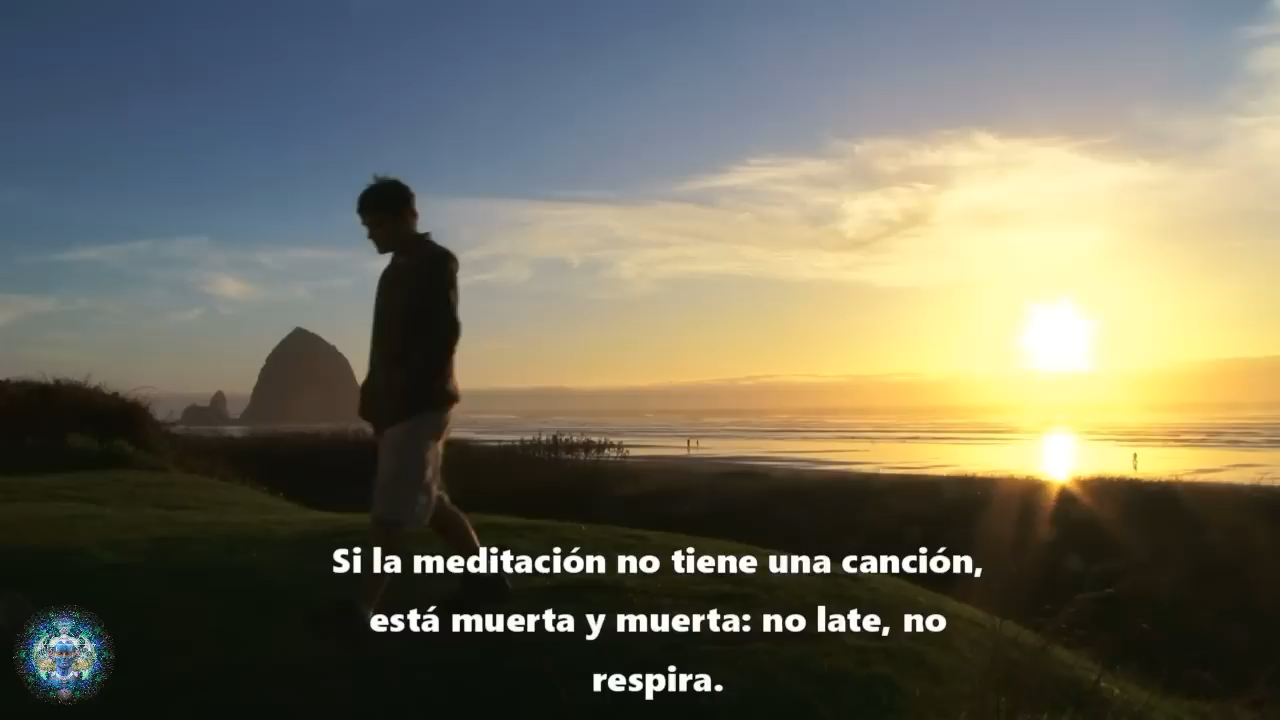 Si la meditación no tiene una canción,
está muerta y muerta: no late, no
respira.